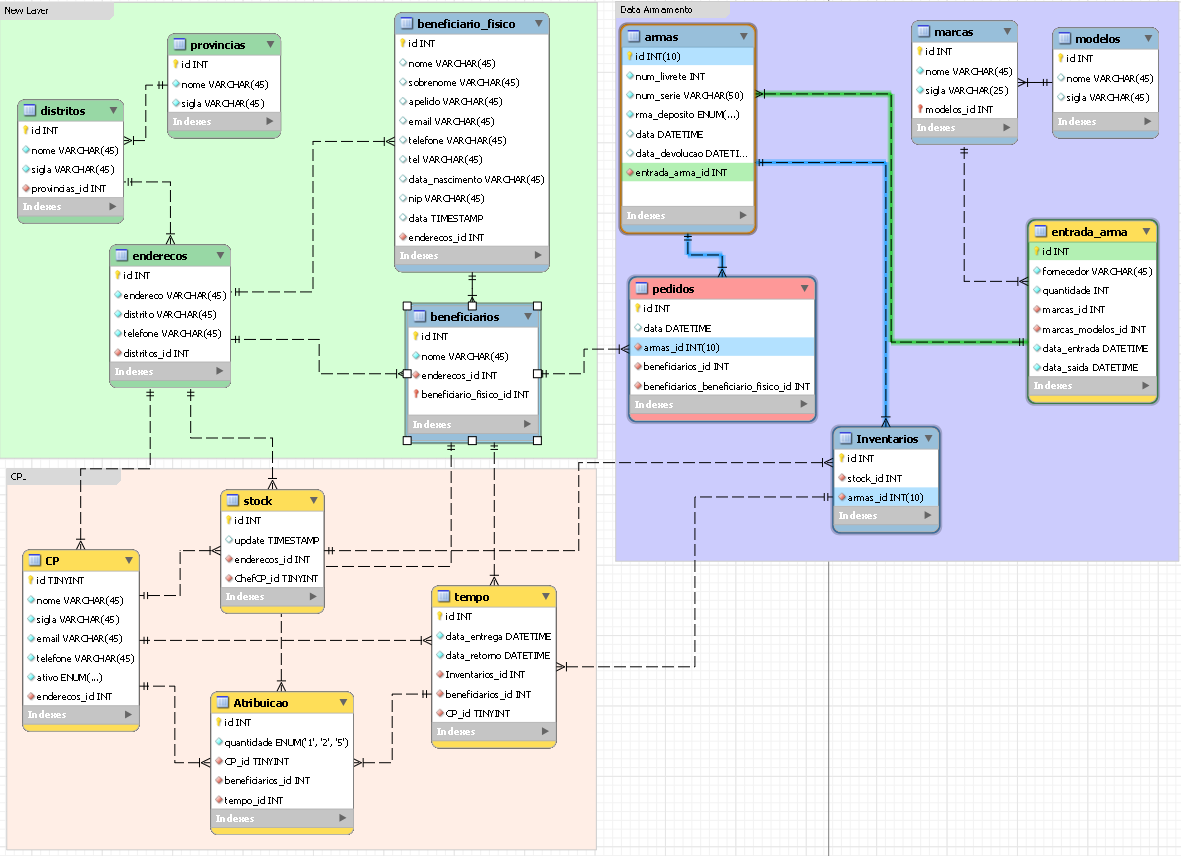 New Layer
provincias
id INT
nome VARCHAR(45)
sigla VARCHAR(45)
Indexes
distritos
id INT
nome VARCHAR(45)
sigla VARCHAR(45)
provincias_id INT
Indexes
enderecos
id INT
endereco VARCHAR(45)
distrito VARCHAR(45)
telefone VARCHAR(45)
distritos_id INT
Indexes
beneficiario_fisico
id INT
nome VARCHAR(45)
sobrenome VARCHAR(45)
apelido VARCHAR(45)
email VARCHAR(45)
telefone VARCHAR(45)
tel VARCHAR(45)
data_nascimento VARCHAR(45)
nip VARCHAR(45)
data TIMESTAMP
enderecos_id INT
Indexes
beneficiarios
id INT
nome VARCHAR(45)
enderecos_id INT
beneficiario_fisico_id INT
Indexes
Data Armamento
armas
id INT(10)
num_livrete INT
num_serie VARCHAR(50)
rma_deposito ENUM(...)
data DATETIME
data_devolucao DATETI...
entrada_arma_id INT
Indexes
marcas
id INT
nome VARCHAR(45)
sigla VARCHAR(25)
modelos_id INT
Indexes
modelos
id INT
nome VARCHAR(45)
sigla VARCHAR(45)
Indexes
entrada_arma
id INT
fornecedor VARCHAR(45)
quantidade INT
marcas_id INT
marcas_modelos_id INT
data_entrada DATETIME
data_saida DATETIME
Indexes
pedidos
id INT
data DATETIME
armas_id INT(10)
beneficiarios_id INT
beneficiarios_beneficiario_fisico_id INT
Indexes
Inventarios
id INT
stock_id INT
armas_id INT(10)
Indexes
CP_
stock
id INT
update TIMESTAMP
enderecos_id INT
ChefCP_id TINYINT
Indexes
CP
id TINYINT
nome VARCHAR(45)
sigla VARCHAR(45)
email VARCHAR(45)
telefone VARCHAR(45)
ativo ENUM(...)
enderecos_id INT
Indexes
tempo
id INT
data_entrega DATETIME
data_retorno DATETIME
Inventarios_id INT
beneficiarios_id INT
CP_id TINYINT
Indexes
Atribuicao
id INT
quantidade ENUM('1', '2', '5')
CP_id TINYINT
beneficiarios_id INT
tempo_id INT
Indexes